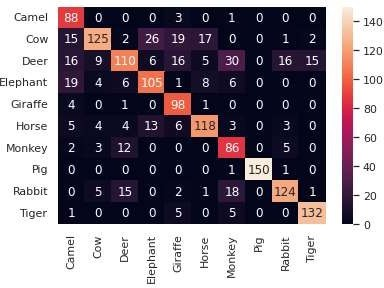 Camel 88 0 0 0 3 0 1 0 0 0
Cow 15 125 2 26 19 17 0 0 1 2
Deer 16 9 110 6 16 5 30 0 16 15
Elephant 19 4 6 105 1 8 6 0 0 0
Giraffe 4 0 1 0 98 1 0 0 0 0
Horse 5 4 4 13 6 118 3 0 3 0
Monkey 2 3 12 0 0 0 86 0 5 0
Pig 0 0 0 0 0 0 1 150 1 0
Rabbit 0 5 15 0 2 1 18 0 124 1
Tiger 1 0 0 0 5 0 5 0 0 132
Camel Cow Deer Elephant Giraffe Horse Monkey Pig Rabbit Tiger
140
120
100
80
60
40
20
0